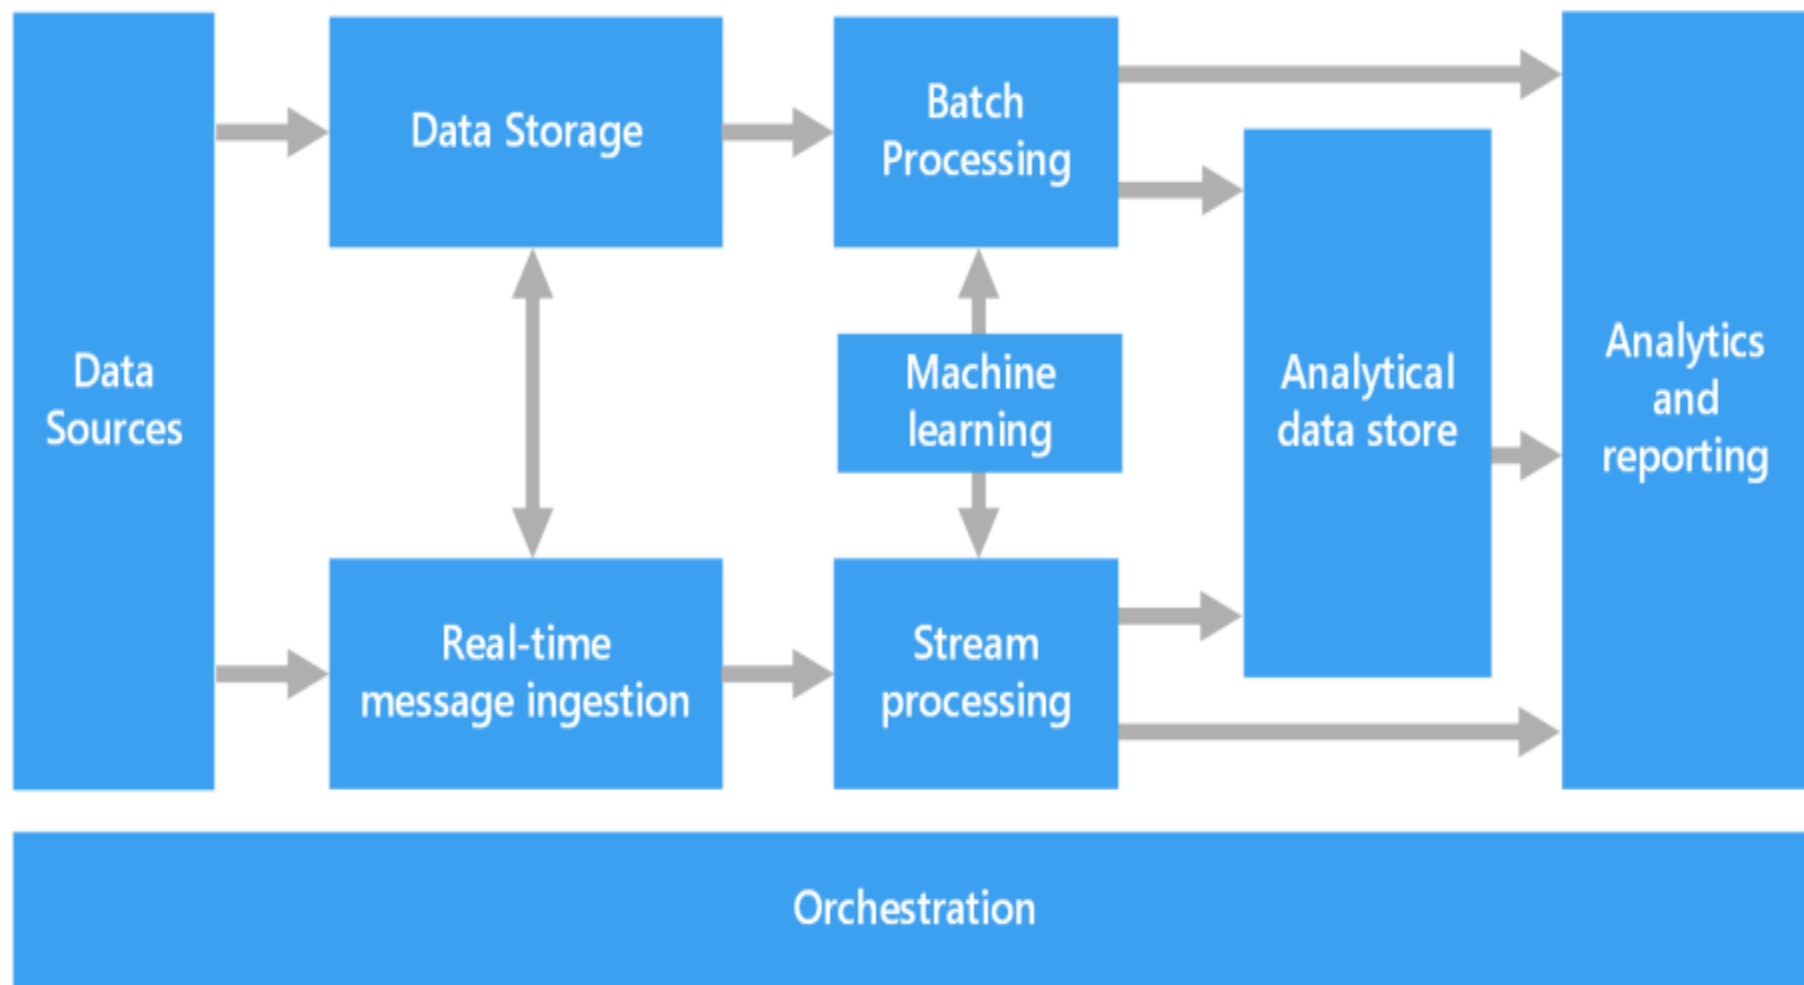 Data
Sources
Data Storage
Real-time
message ingestion
Batch
Processing
Machine
learning
Stream
processing
Analytical
data store
Analytics
and
reporting
Orchestration